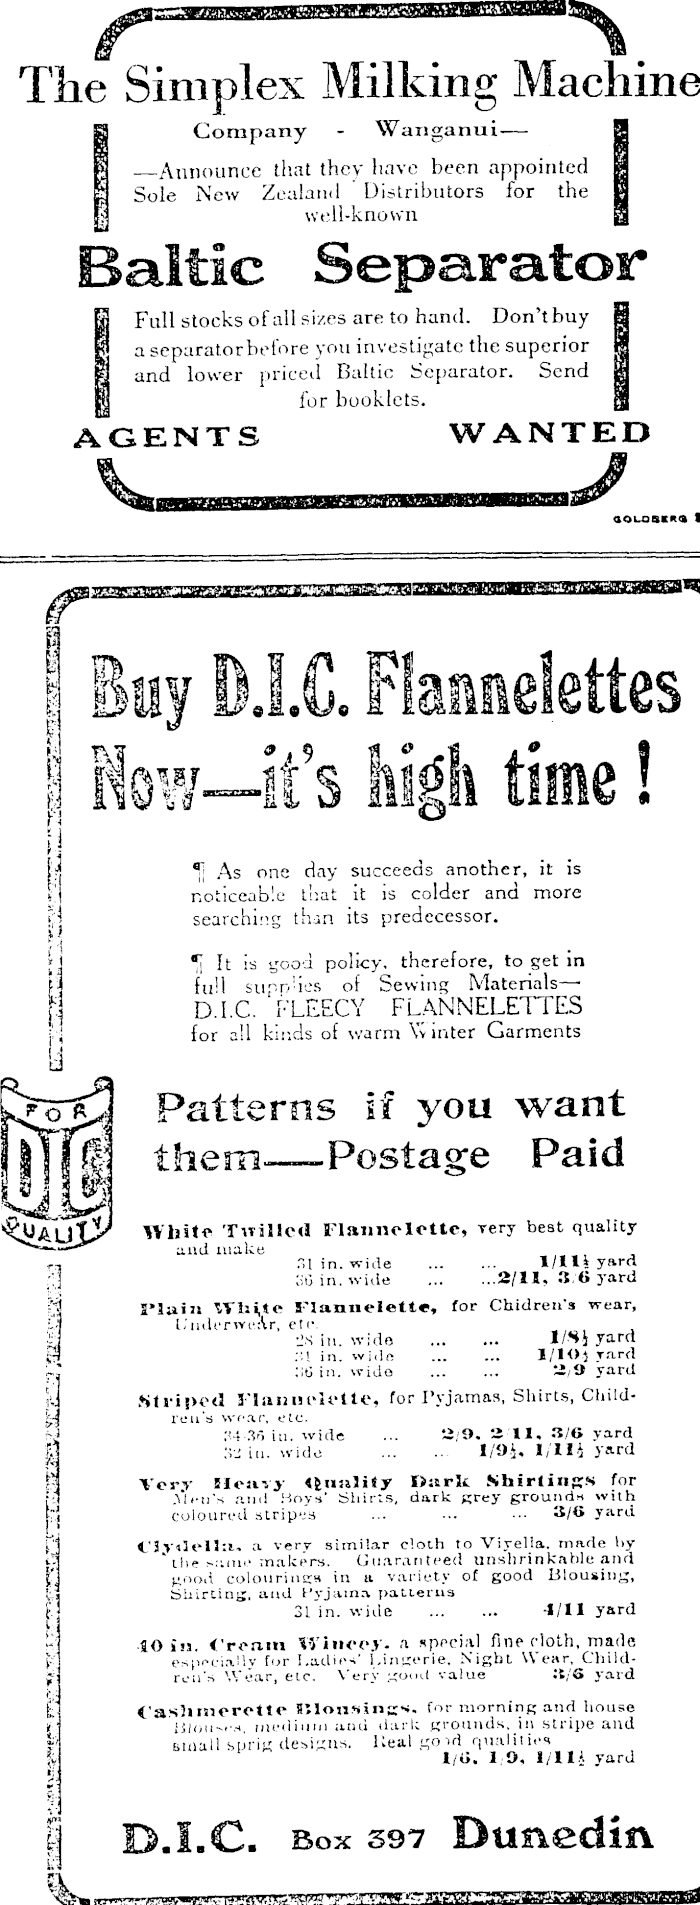 The Simplex Milking Machine
Company - Wanganui—
—Announce that they have been appointed
Sole New Zealand Distributors for the
well-known
Baltic Separator
Full stocks of all sizes are to hand. Don't buy
a separator before you investigate the superior
and lower priced Baltic Separator. Send
for booklets.
AGENTS WANTED
GOLDBERG
Buy D.I.C. Flannelettes
Now—it's high time!
¶ As one day succeeds another, it is
noticeable that it is colder and more
searching than its predecessor.
¶ It is good policy, therefore, to get in
full supplies of Sewing Materials—
D.I.C. FLEECY FLANNELETTES
for all kinds of warm Winter Garments
FOR
DIC
QUALITY
Patterns if you want
them—Postage Paid
White Twilled Flannelette, very best quality
and make
31 in. wide ... ... 1/11½ yard
36 in. wide ... ...2/11, 3/6 yard
Plain White Flannelette, for Chidren's wear,
Underwear, etc.
28 in. wide ... ... 1/8½ yard
31 in. wide ... ... 1/10½ yard
36 in. wide ... ... 2/9 yard
Striped Flannelette, for Pyjamas, Shirts, Child-
ren's wear, etc.
34-36 in. wide ... 2/9, 2/11, 3/6 yard
32 in. wide ... ... 1/9½, 1/11½ yard
Very Heavy Quality Dark Shirtings for
Men's and Boys' Shirts, dark grey grounds with
coloured stripes ... ... ... 3/6 yard
Clydella, a very similar cloth to Viyella, made by
the same makers. Guaranteed unshrinkable and
good colourings in a variety of good Blousing,
Shirting, and Pyjama patterns
31 in. wide ... ... 4/11 yard
40 in. Cream Wincey, a special fine cloth, made
especially for Ladies' Lingerie, Night Wear, Child-
ren's Wear, etc. Very good value 3/6 yard
Cashmerette Blousings, for morning and house
Blouses, medium and dark grounds, in stripe and
small sprig designs. Real good qualities
1/6, 1/9, 1/11½ yard
D.I.C. Box 397 Dunedin